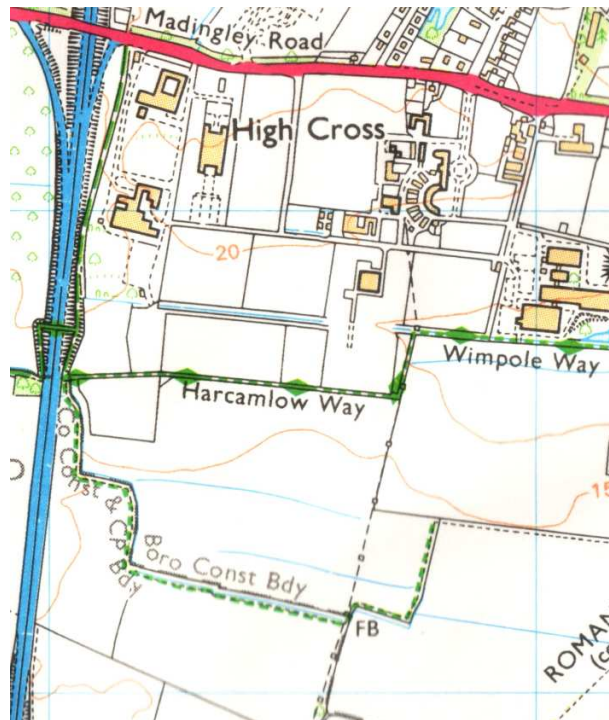 Madingley Road
High Cross
20
Wimpole Way
Harcamlow Way
Co Const & CP Bdy
Boro Const Bdy
15
FB
ROMAN
(co